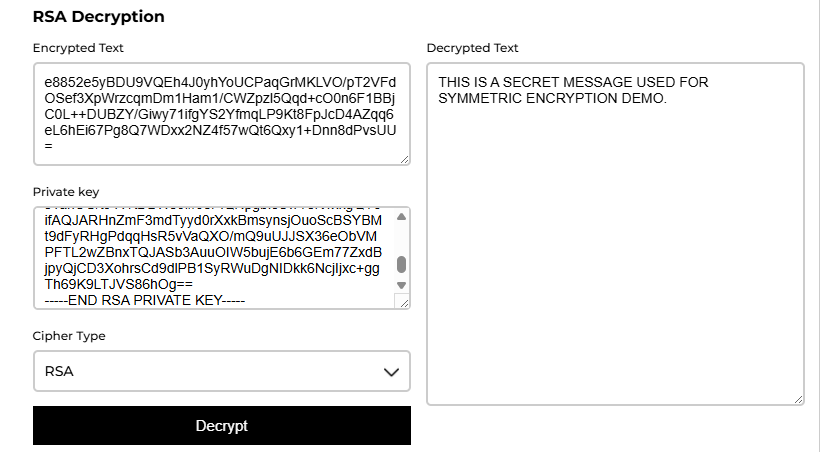 RSA Decryption
Encrypted Text
e8852e5yBDU9VQEh4J0yhYoUCPaqGrMKLVO/pT2VFd
OSef3XpWrzcqmDm1Ham1/CWZpzl5Qqd+cO0n6F1BBj
C0L++DUBZY/Giwy71ifgYS2YfmqLP9Kt8FpJcD4AZqq6
eL6hEi67Pg8Q7WDxx2NZ4f57wQt6Qxy1+Dnn8dPvsUU
=
Decrypted Text
THIS IS A SECRET MESSAGE USED FOR
SYMMETRIC ENCRYPTION DEMO.
Private key
ifAQJARHnZmF3mdTyyd0rXxkBmsynsjOuoScBSYBM
t9dFyRHgPdqqHsR5vVaQXO/mQ9uUJJSX36eObVM
PFTL2wZBnxTQJASb3AuuOIW5bujE6b6GEm77ZxdB
jpyQjCD3XohrsCd9dlPB1SyRWuDgNIDkk6NcjIjxc+gg
Th69K9LTJVS86hOg==
-----END RSA PRIVATE KEY-----
Cipher Type
RSA
Decrypt